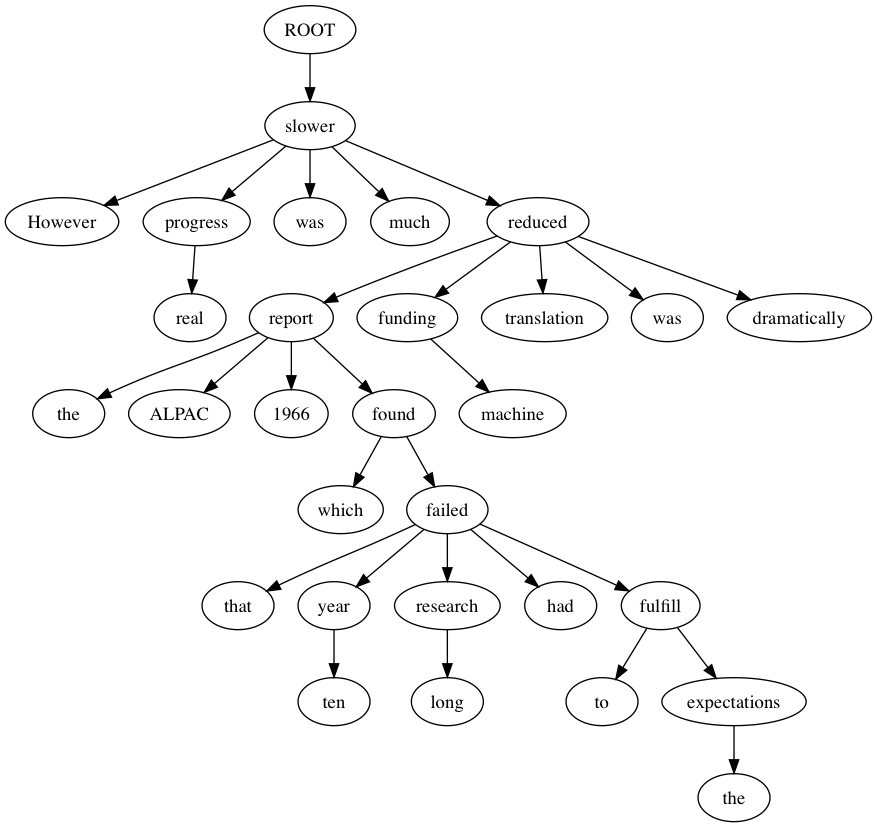 ROOT
slower
However progress was much reduced
real report funding translation was dramatically
the ALPAC 1966 found machine
which failed
that year research had fulfill
ten long to expectations
the